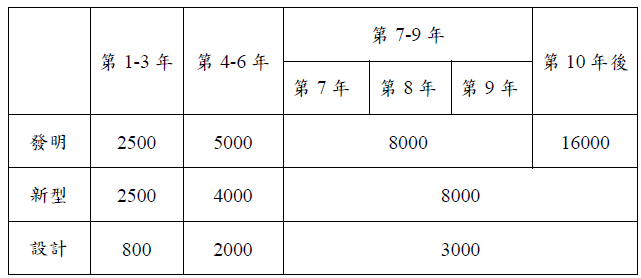 第 7-9 年
第 1-3 年 第 4-6 年 第 10 年後
第 7 年 第 8 年 第 9 年
發明 2500 5000 8000 16000
新型 2500 4000 8000
設計 800 2000 3000